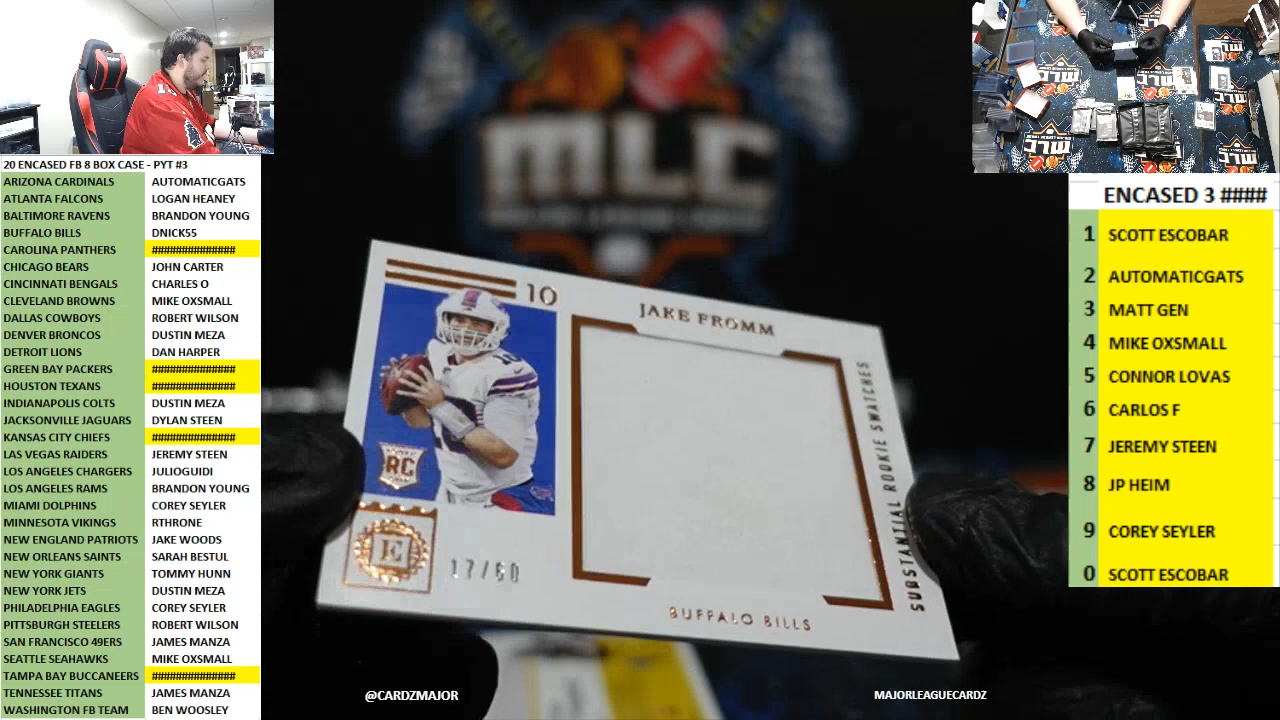 20 ENCASED FB 8 BOX CASE - PYT #3
ARIZONA CARDINALS AUTOMATICGATS
ATLANTA FALCONS LOGAN HEANEY
BALTIMORE RAVENS BRANDON YOUNG
BUFFALO BILLS DNICK55
CAROLINA PANTHERS ##############
CHICAGO BEARS JOHN CARTER
CINCINNATI BENGALS CHARLES O
CLEVELAND BROWNS MIKE OXSMALL
DALLAS COWBOYS ROBERT WILSON
DENVER BRONCOS DUSTIN MEZA
DETROIT LIONS DAN HARPER
GREEN BAY PACKERS ##############
HOUSTON TEXANS ##############
INDIANAPOLIS COLTS DUSTIN MEZA
JACKSONVILLE JAGUARS DYLAN STEEN
KANSAS CITY CHIEFS ##############
LAS VEGAS RAIDERS JEREMY STEEN
LOS ANGELES CHARGERS JULIOGUIDI
LOS ANGELES RAMS BRANDON YOUNG
MIAMI DOLPHINS COREY SEYLER
MINNESOTA VIKINGS RTHRONE
NEW ENGLAND PATRIOTS JAKE WOODS
NEW ORLEANS SAINTS SARAH BESTUL
NEW YORK GIANTS TOMMY HUNN
NEW YORK JETS DUSTIN MEZA
PHILADELPHIA EAGLES COREY SEYLER
PITTSBURGH STEELERS ROBERT WILSON
SAN FRANCISCO 49ERS JAMES MANZA
SEATTLE SEAHAWKS MIKE OXSMALL
TAMPA BAY BUCCANEERS ##############
TENNESSEE TITANS JAMES MANZA
WASHINGTON FB TEAM BEN WOOSLEY
MLC
10
JAKE FROMM
RC
E
17/60
SUBSTANTIAL ROOKIE SWATCHES
BUFFALO BILLS
@CARDZMAJOR
MAJORLEAGUECARDZ
ENCASED 3 ####
1 SCOTT ESCOBAR
2 AUTOMATICGATS
3 MATT GEN
4 MIKE OXSMALL
5 CONNOR LOVAS
6 CARLOS F
7 JEREMY STEEN
8 JP HEIM
9 COREY SEYLER
0 SCOTT ESCOBAR